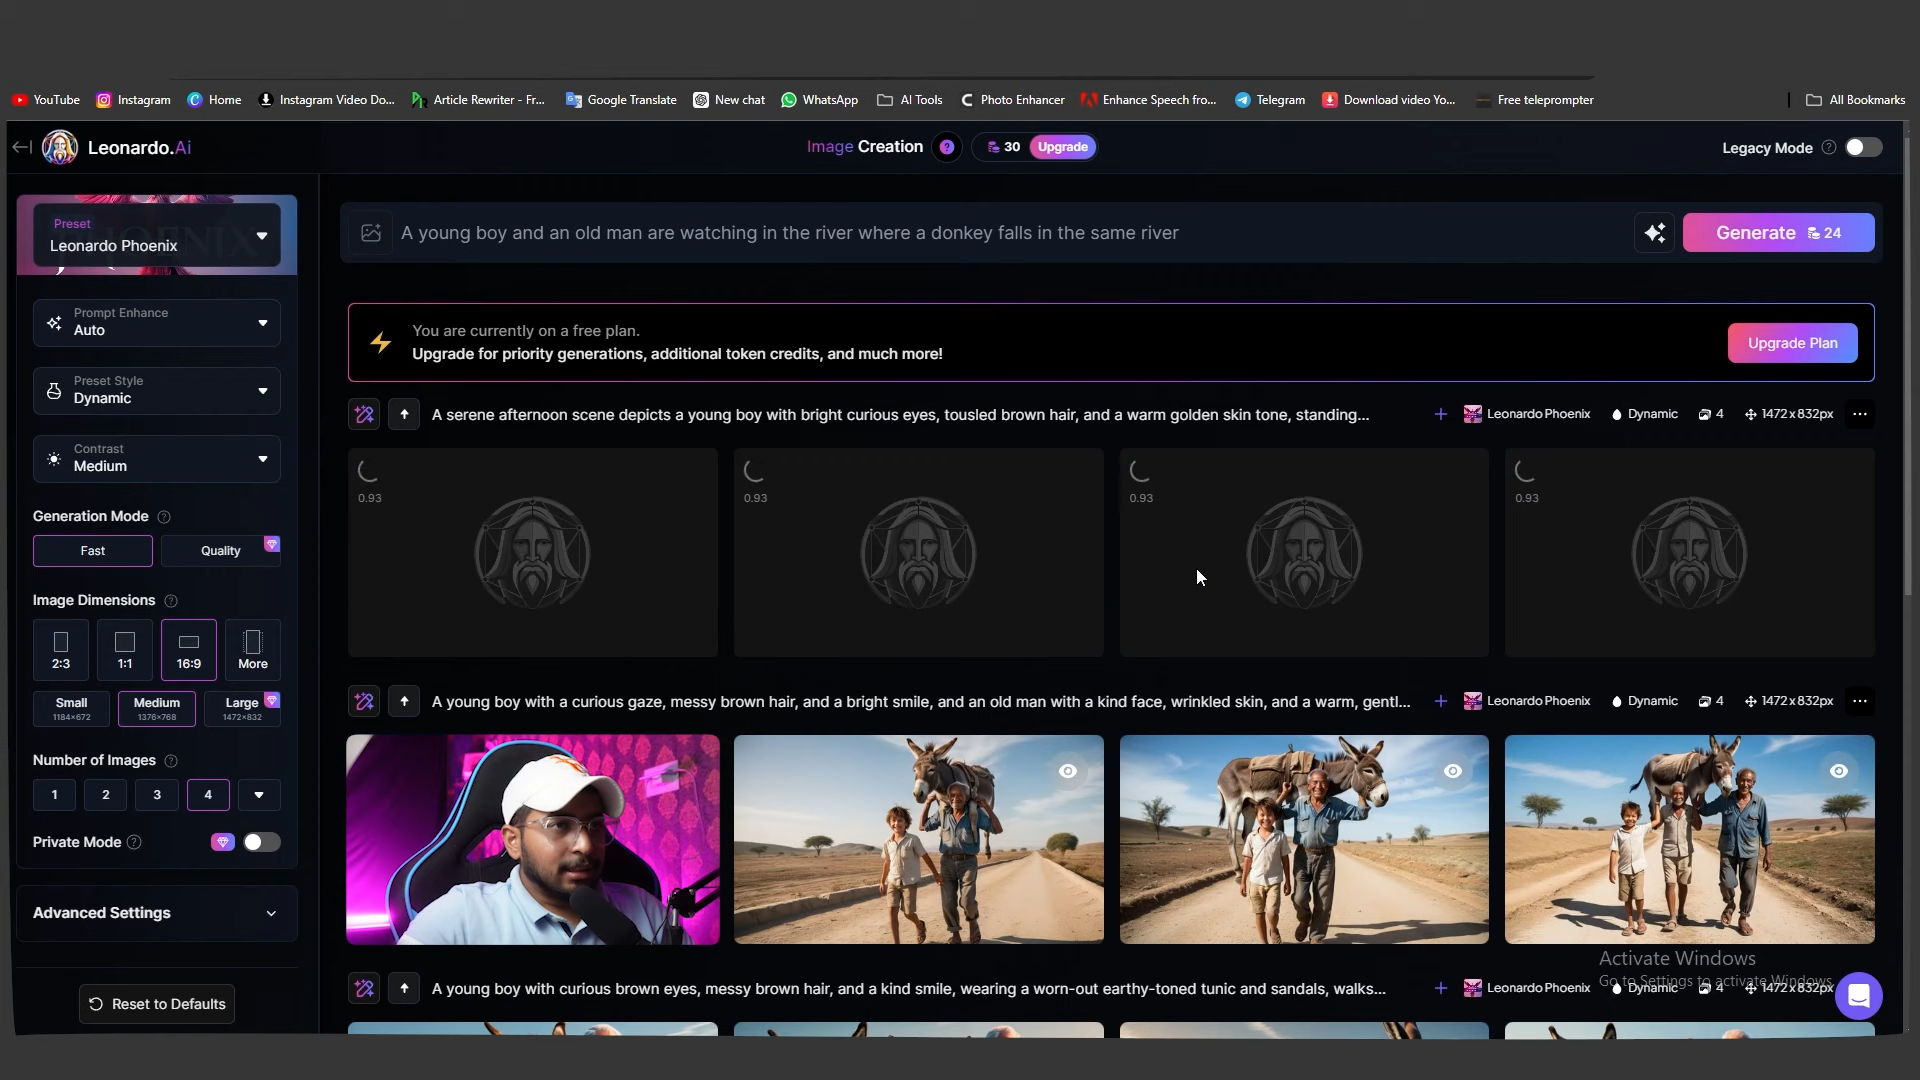 YouTube Instagram Home Instagram Video Do... Article Rewriter - Fr... Google Translate New chat WhatsApp AI Tools Photo Enhancer Enhance Speech fro... Telegram Download video Yo... Free teleprompter All Bookmarks
Leonardo.Ai
Image Creation ? 30 Upgrade
Legacy Mode ?
Preset
Leonardo Phoenix
Prompt Enhance
Auto
Preset Style
Dynamic
Contrast
Medium
Generation Mode ?
Fast Quality
Image Dimensions ?
2:3 1:1 16:9 More
Small Medium Large
1184×672 1376×768 1472×832
Number of Images ?
1 2 3 4
Private Mode ?
Advanced Settings
Reset to Defaults
A young boy and an old man are watching in the river where a donkey falls in the same river
Generate 24
You are currently on a free plan.
Upgrade for priority generations, additional token credits, and much more!
Upgrade Plan
A serene afternoon scene depicts a young boy with bright curious eyes, tousled brown hair, and a warm golden skin tone, standing... Leonardo Phoenix Dynamic 4 1472x832px
0.93 0.93 0.93 0.93
A young boy with a curious gaze, messy brown hair, and a bright smile, and an old man with a kind face, wrinkled skin, and a warm, gentl... Leonardo Phoenix Dynamic 4 1472x832px
Activate Windows
Go to Settings to activate Windows.
A young boy with curious brown eyes, messy brown hair, and a kind smile, wearing a worn-out earthy-toned tunic and sandals, walks... Leonardo Phoenix Dynamic 4 1472x832px